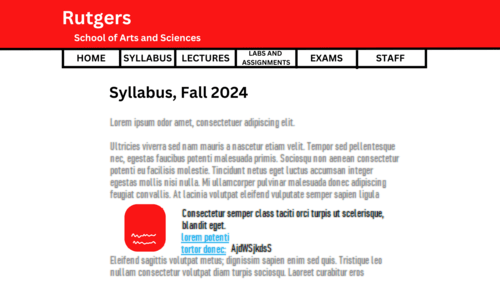 Rutgers
School of Arts and Sciences
HOME SYLLABUS LECTURES LABS AND ASSIGNMENTS EXAMS STAFF
Syllabus, Fall 2024
Lorem ipsum odor amet, consectetuer adipiscing elit.
Ultricies viverra sed nam mauris a nascetur etiam velit. Tempor sed pellentesque
nec, egestas faucibus potenti malesuada primis. Sociosqu non aenean consectetur
potenti eu facilisis molestie. Tincidunt netus eget luctus accumsan integer
egestas mollis nisi nulla. Mi ullamcorper pulvinar malesuada donec adipiscing
feugiat convallis. At lacinia volutpat eleifend vulputate semper sapien ligula
Consectetur semper class taciti orci turpis ut scelerisque,
blandit eget.
lorem potenti
tortor donec: AjdWSjkdsS
Eleifend sagittis volutpat metus; dignissim sapien enim sed quis. Tristique leo
nullam consectetur volutpat diam turpis sociosqu. Laoreet curabitur eros